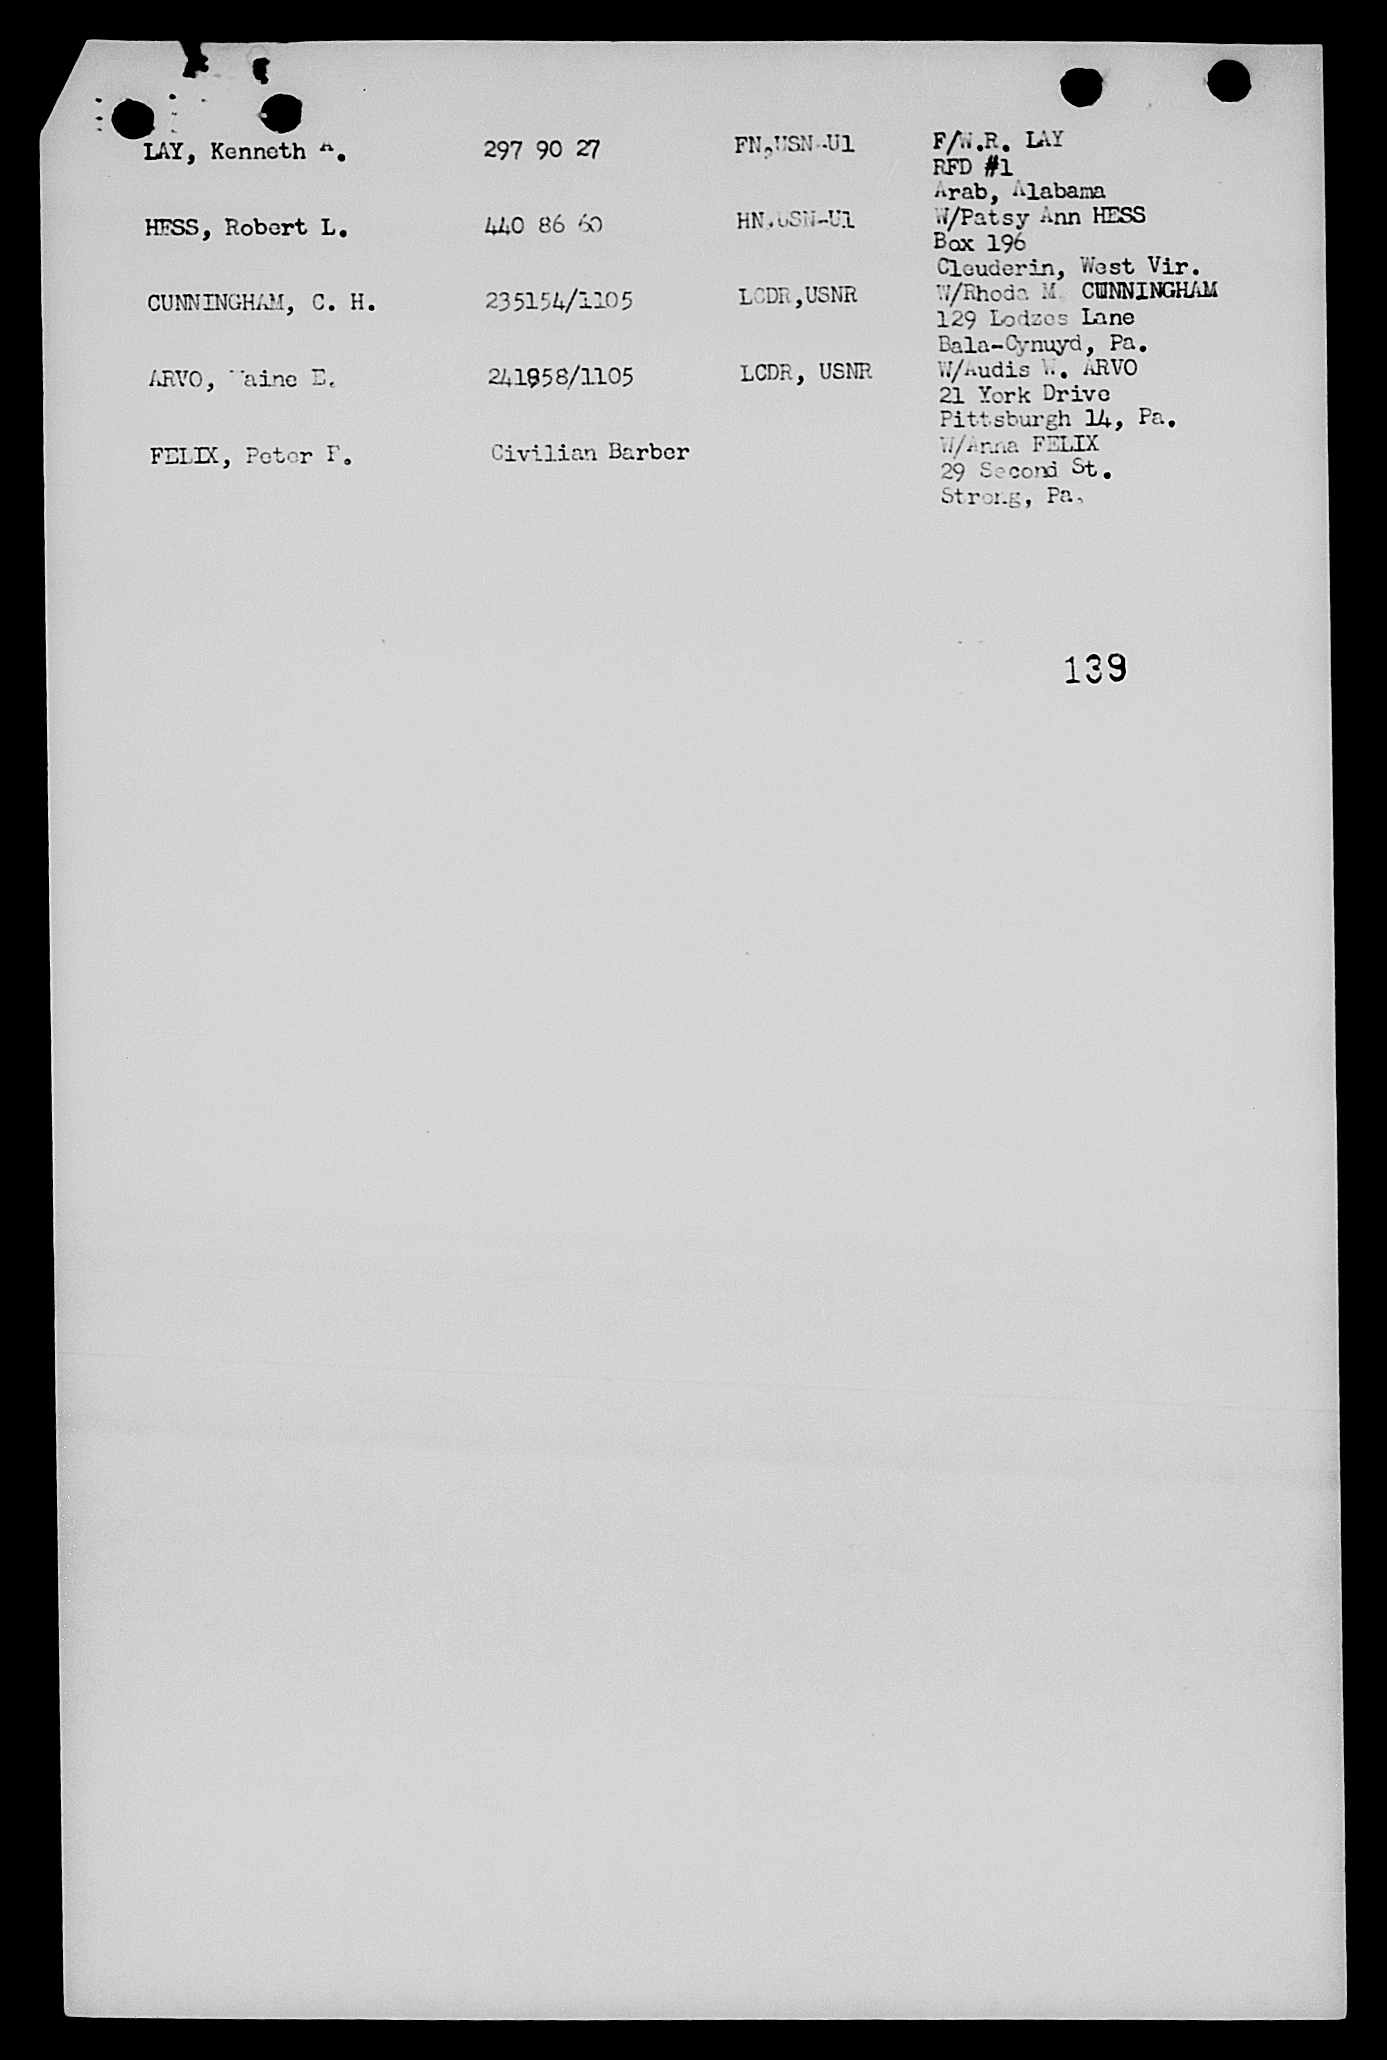 LAY, Kenneth A. 297 90 27 FN,USN-U1 F/W.R. LAY
RFD #1
Arab, Alabama
HESS, Robert L. 440 86 60 HN,USN-U1 W/Patsy Ann HESS
Box 196
Cleuderin, West Vir.
CUNNINGHAM, C. H. 235154/1105 LCDR,USNR W/Rhoda M. CUNNINGHAM
129 Lodzes Lane
Bala-Cynuyd, Pa.
ARVO, E. 241858/1105 LCDR, USNR W/Audis W. ARVO
21 York Drive
Pittsburgh 14, Pa.
FELIX, Peter F. Civilian Barber W/Anna FELIX
29 Second St.
Strong, Pa.
139